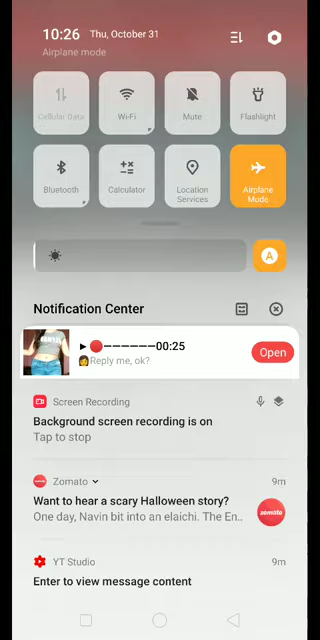 10:26 Thu, October 31
Airplane mode
Cellular Data
Wi-Fi
Mute
Flashlight
Bluetooth
Calculator
Location Services
Airplane Mode
A
Notification Center
▶ 🔴——————00:25
👩Reply me, ok?
Open
Screen Recording
Background screen recording is on
Tap to stop
Zomato 9m
Want to hear a scary Halloween story?
One day, Navin bit into an elaichi. The En..
zomato
YT Studio 9m
Enter to view message content